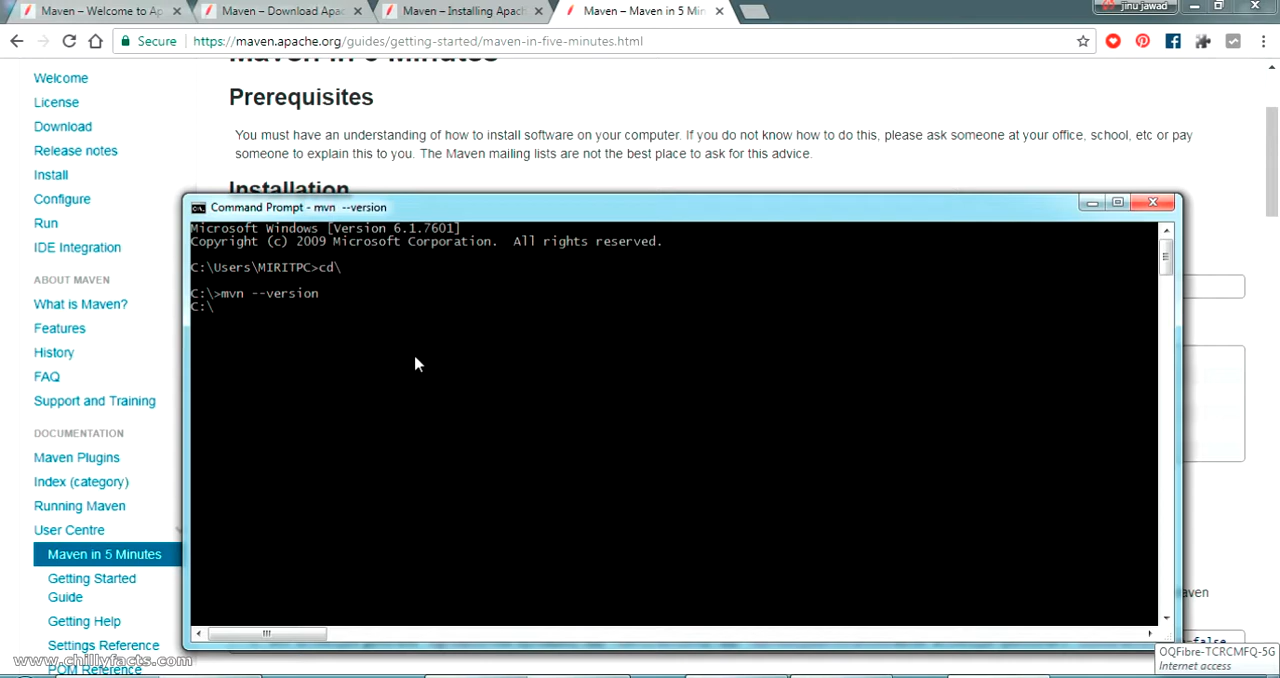 Maven – Welcome to Ap
Maven – Download Apach
Maven – Installing Apach
Maven – Maven in 5 Min
jinu jawad
Secure
https://maven.apache.org/guides/getting-started/maven-in-five-minutes.html
Maven in 5 Minutes
Welcome
License
Download
Release notes
Install
Configure
Run
IDE Integration
ABOUT MAVEN
What is Maven?
Features
History
FAQ
Support and Training
DOCUMENTATION
Maven Plugins
Index (category)
Running Maven
User Centre
Maven in 5 Minutes
Getting Started
Guide
Getting Help
Settings Reference
POM Reference
Prerequisites
You must have an understanding of how to install software on your computer. If you do not know how to do this, please ask someone at your office, school, etc or pay
someone to explain this to you. The Maven mailing lists are not the best place to ask for this advice.
Installation
Command Prompt - mvn --version
Microsoft Windows [Version 6.1.7601]
Copyright (c) 2009 Microsoft Corporation. All rights reserved.
C:\Users\MIRITPC>cd\
C:\>mvn --version
C:\
aven
false
OQFibre-TCRCMFQ-5G
Internet access
www.chillyfacts.com